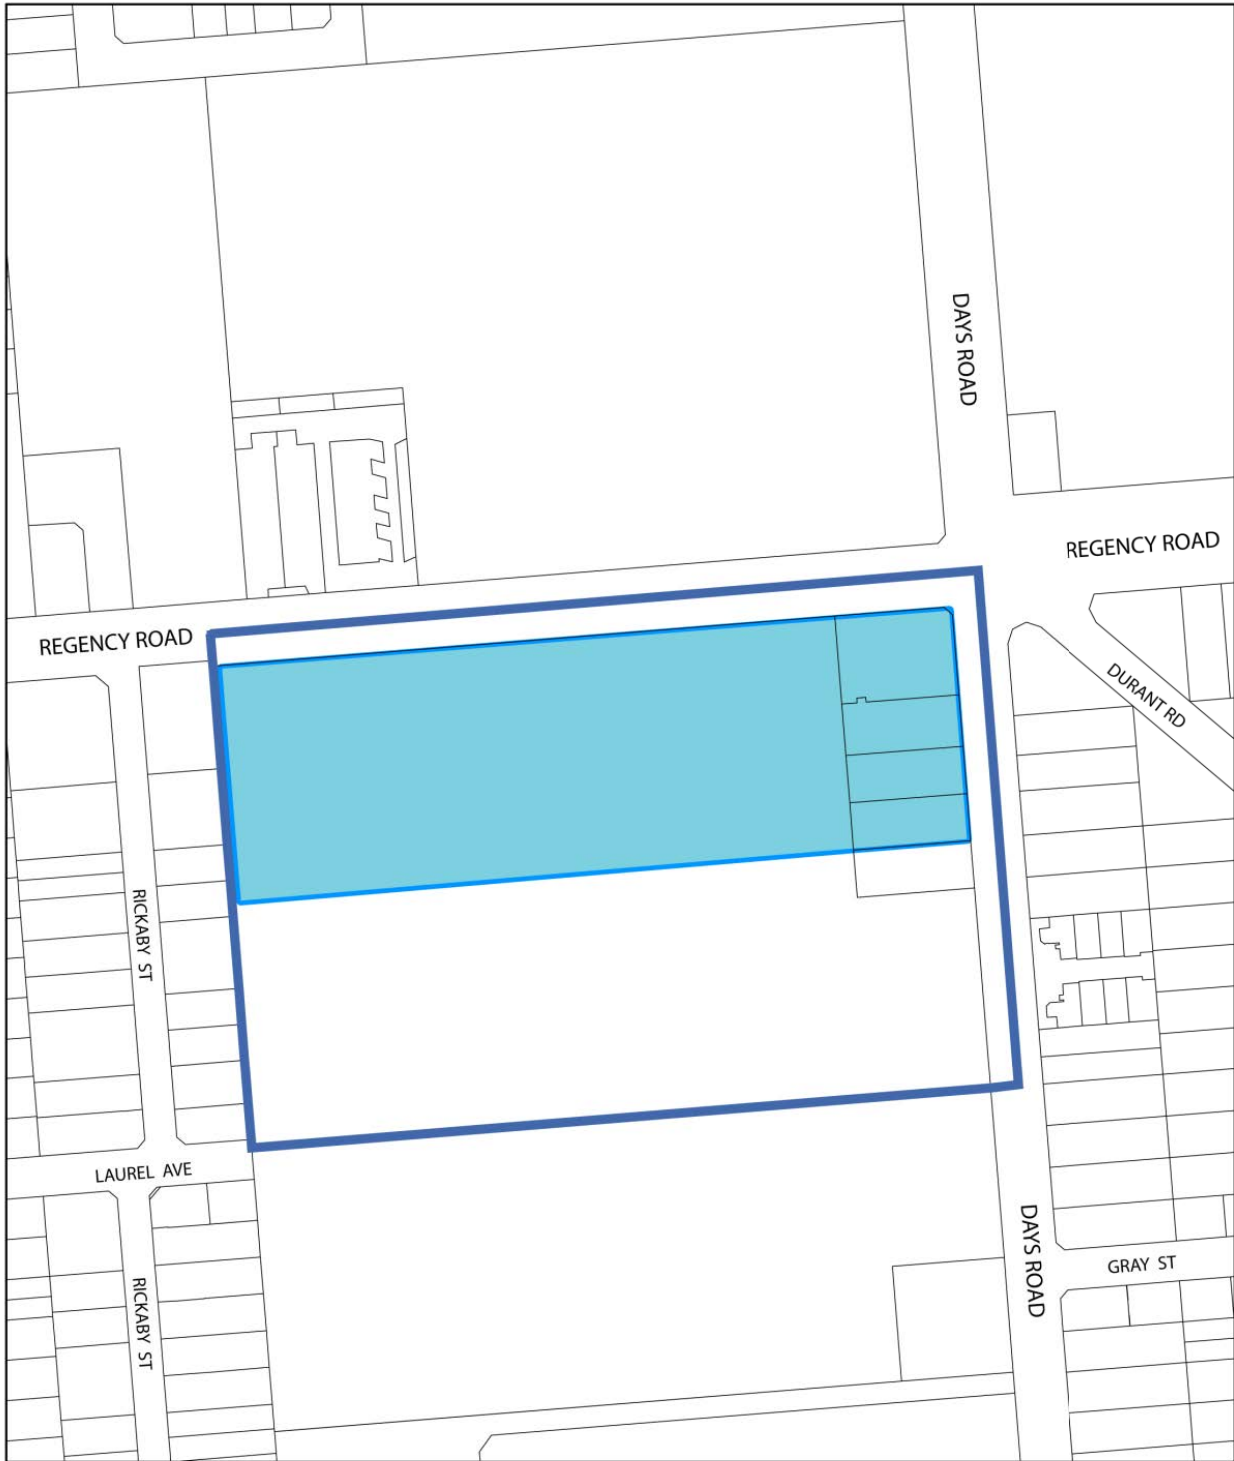 DAYS ROAD
REGENCY ROAD
REGENCY ROAD
DURANT RD
RICKABY ST
LAUREL AVE
DAYS ROAD
GRAY ST
RICKABY ST